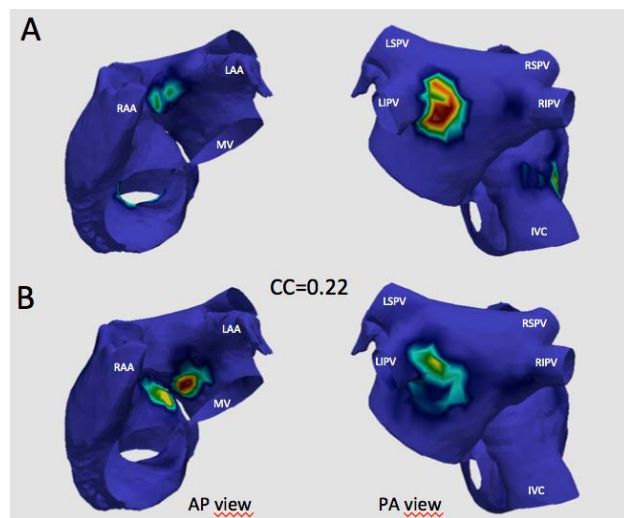 A
LAA
RAA
MV
LSPV
RSPV
LIPV
RIPV
IVC
CC=0.22
B
LAA
RAA
MV
LSPV
RSPV
LIPV
RIPV
IVC
AP view
PA view